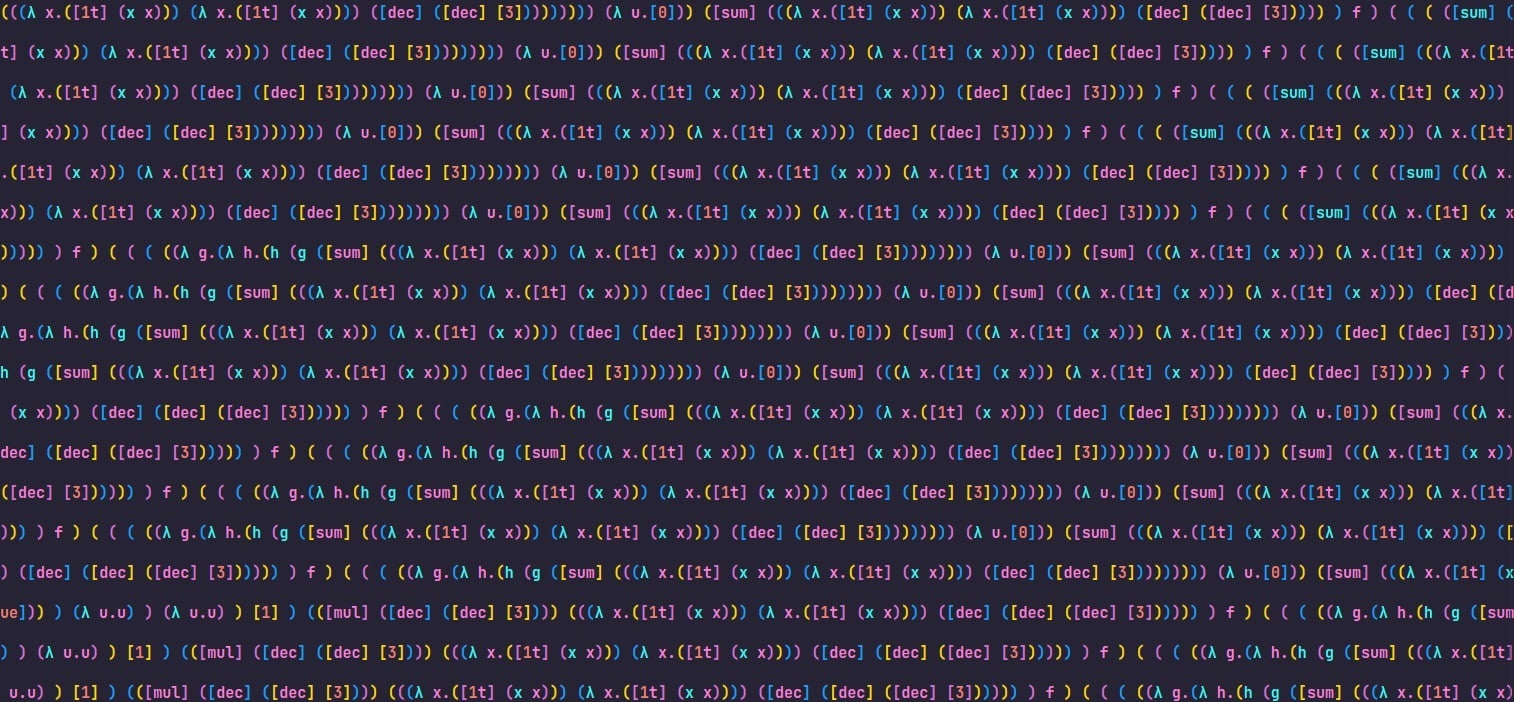 (((λ x.([1t] (x x))) (λ x.([1t] (x x)))) ([dec] ([dec] [3])))))))) (λ u.[0])) ([sum] (((λ x.([1t] (x x))) (λ x.([1t] (x x)))) ([dec] ([dec] [3])))) ) f ) ( ( ( ([sum] (
t] (x x))) (λ x.([1t] (x x)))) ([dec] ([dec] [3])))))))) (λ u.[0])) ([sum] (((λ x.([1t] (x x))) (λ x.([1t] (x x)))) ([dec] ([dec] [3])))) ) f ) ( ( ( ([sum] (((λ x.([1t
 (λ x.([1t] (x x)))) ([dec] ([dec] [3])))))))) (λ u.[0])) ([sum] (((λ x.([1t] (x x))) (λ x.([1t] (x x)))) ([dec] ([dec] [3])))) ) f ) ( ( ( ([sum] (((λ x.([1t] (x x)))
] (x x)))) ([dec] ([dec] [3])))))))) (λ u.[0])) ([sum] (((λ x.([1t] (x x))) (λ x.([1t] (x x)))) ([dec] ([dec] [3])))) ) f ) ( ( ( ([sum] (((λ x.([1t] (x x))) (λ x.([1t]
.([1t] (x x))) (λ x.([1t] (x x)))) ([dec] ([dec] [3])))))))) (λ u.[0])) ([sum] (((λ x.([1t] (x x))) (λ x.([1t] (x x)))) ([dec] ([dec] [3])))) ) f ) ( ( ( ([sum] (((λ x.
x))) (λ x.([1t] (x x)))) ([dec] ([dec] [3])))))))) (λ u.[0])) ([sum] (((λ x.([1t] (x x))) (λ x.([1t] (x x)))) ([dec] ([dec] [3])))) ) f ) ( ( ( ([sum] (((λ x.([1t] (x x
))))) ) f ) ( ( ( ((λ g.(λ h.(h (g ([sum] (((λ x.([1t] (x x))) (λ x.([1t] (x x)))) ([dec] ([dec] [3])))))))) (λ u.[0])) ([sum] (((λ x.([1t] (x x))) (λ x.([1t] (x x))))
) ( ( ( ((λ g.(λ h.(h (g ([sum] (((λ x.([1t] (x x))) (λ x.([1t] (x x)))) ([dec] ([dec] [3])))))))) (λ u.[0])) ([sum] (((λ x.([1t] (x x))) (λ x.([1t] (x x)))) ([dec] ([d
λ g.(λ h.(h (g ([sum] (((λ x.([1t] (x x))) (λ x.([1t] (x x)))) ([dec] ([dec] [3])))))))) (λ u.[0])) ([sum] (((λ x.([1t] (x x))) (λ x.([1t] (x x)))) ([dec] ([dec] [3])))
h (g ([sum] (((λ x.([1t] (x x))) (λ x.([1t] (x x)))) ([dec] ([dec] [3])))))))) (λ u.[0])) ([sum] (((λ x.([1t] (x x))) (λ x.([1t] (x x)))) ([dec] ([dec] [3])))) ) f ) (
 (x x)))) ([dec] ([dec] ([dec] [3]))))) ) f ) ( ( ( ((λ g.(λ h.(h (g ([sum] (((λ x.([1t] (x x))) (λ x.([1t] (x x)))) ([dec] ([dec] [3])))))))) (λ u.[0])) ([sum] (((λ x.
dec] ([dec] ([dec] [3]))))) ) f ) ( ( ( ((λ g.(λ h.(h (g ([sum] (((λ x.([1t] (x x))) (λ x.([1t] (x x)))) ([dec] ([dec] [3])))))))) (λ u.[0])) ([sum] (((λ x.([1t] (x x))
([dec] [3]))))) ) f ) ( ( ( ((λ g.(λ h.(h (g ([sum] (((λ x.([1t] (x x))) (λ x.([1t] (x x)))) ([dec] ([dec] [3])))))))) (λ u.[0])) ([sum] (((λ x.([1t] (x x))) (λ x.([1t]
))) ) f ) ( ( ( ((λ g.(λ h.(h (g ([sum] (((λ x.([1t] (x x))) (λ x.([1t] (x x)))) ([dec] ([dec] [3])))))))) (λ u.[0])) ([sum] (((λ x.([1t] (x x))) (λ x.([1t] (x x)))) ([
) ([dec] ([dec] ([dec] [3]))))) ) f ) ( ( ( ((λ g.(λ h.(h (g ([sum] (((λ x.([1t] (x x))) (λ x.([1t] (x x)))) ([dec] ([dec] [3])))))))) (λ u.[0])) ([sum] (((λ x.([1t] (x
ue])) ) (λ u.u) ) (λ u.u) ) [1] ) (([mul] ([dec] ([dec] [3]))) (((λ x.([1t] (x x))) (λ x.([1t] (x x)))) ([dec] ([dec] ([dec] [3]))))) ) f ) ( ( ( ((λ g.(λ h.(h (g ([sum
) ) (λ u.u) ) [1] ) (([mul] ([dec] ([dec] [3]))) (((λ x.([1t] (x x))) (λ x.([1t] (x x)))) ([dec] ([dec] ([dec] [3]))))) ) f ) ( ( ( ((λ g.(λ h.(h (g ([sum] (((λ x.([1t]
 u.u) ) [1] ) (([mul] ([dec] ([dec] [3]))) (((λ x.([1t] (x x))) (λ x.([1t] (x x)))) ([dec] ([dec] ([dec] [3]))))) ) f ) ( ( ( ((λ g.(λ h.(h (g ([sum] (((λ x.([1t] (x x)